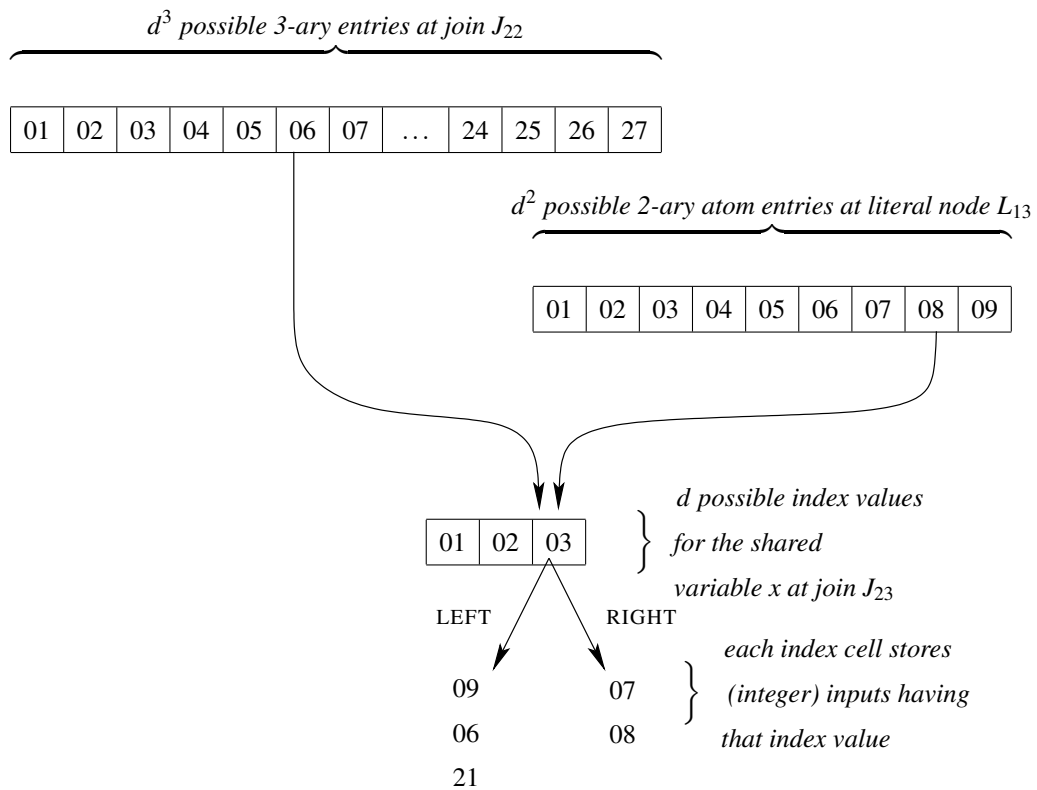 d³ possible 3-ary entries at join J₂₂
01 02 03 04 05 06 07 ... 24 25 26 27
d² possible 2-ary atom entries at literal node L₁₃
01 02 03 04 05 06 07 08 09
d possible index values
for the shared
variable x at join J₂₃
01 02 03
LEFT RIGHT
each index cell stores
(integer) inputs having
that index value
09 07
06 08
21